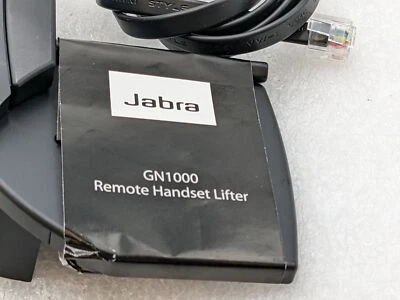 Jabra
GN1000
Remote Handset Lifter